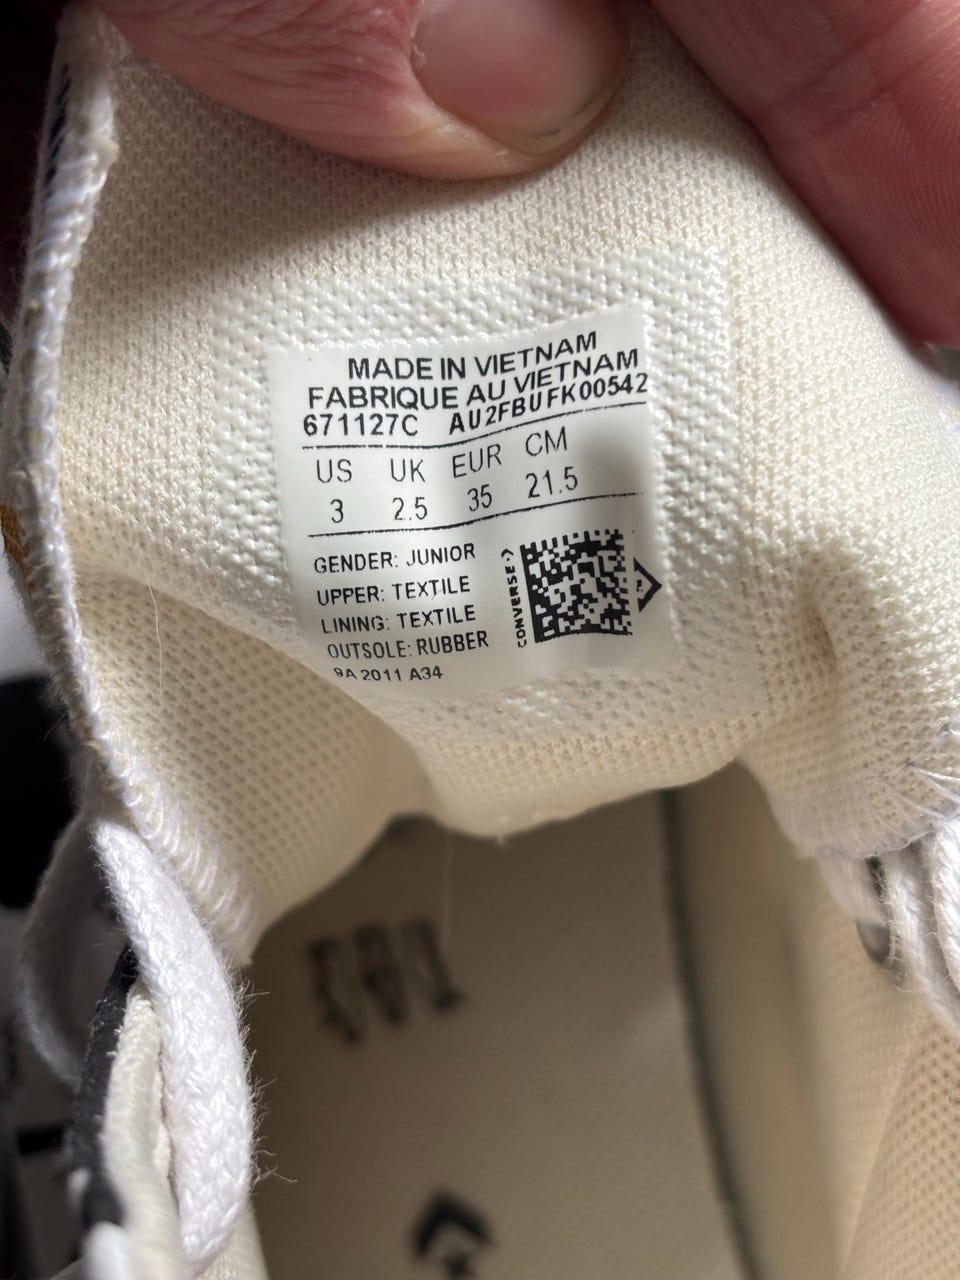 MADE IN VIETNAM
FABRIQUE AU VIETNAM
671127C AU2FBUFK00542
US UK EUR CM
3 2.5 35 21.5
GENDER: JUNIOR
UPPER: TEXTILE
LINING: TEXTILE
OUTSOLE: RUBBER
9A 2011 A34
CONVERSE